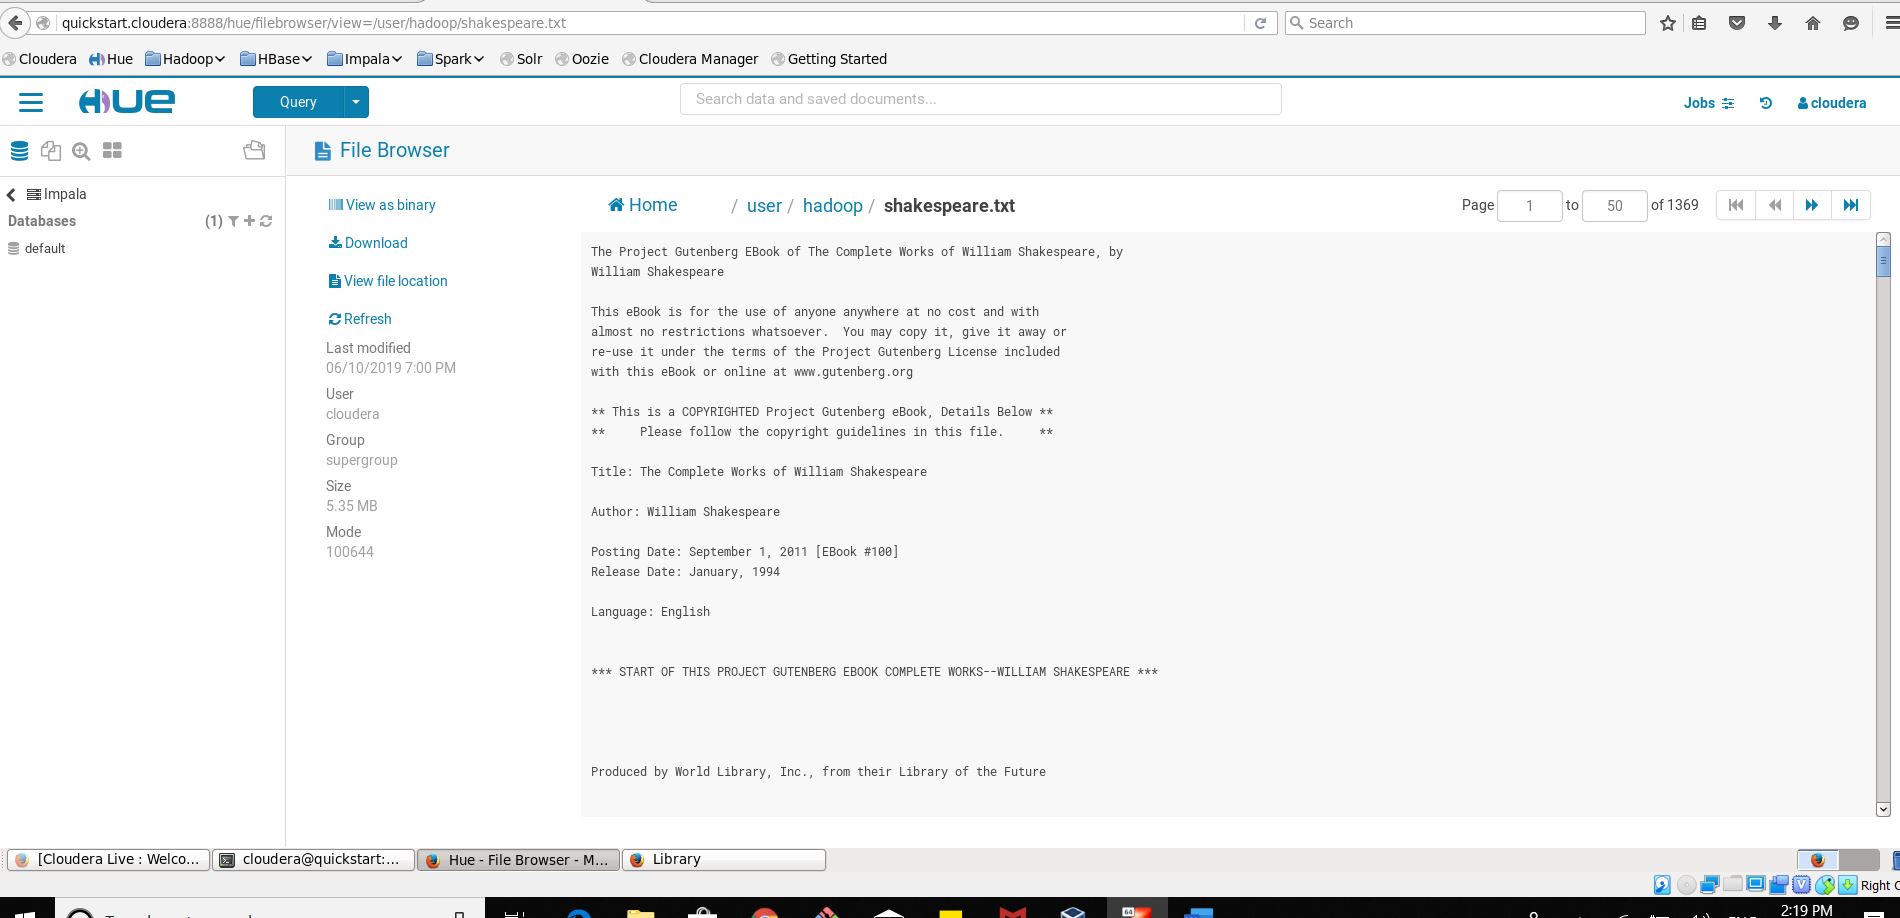 quickstart.cloudera:8888/hue/filebrowser/view=/user/hadoop/shakespeare.txt
Search
Cloudera Hue Hadoop HBase Impala Spark Solr Oozie Cloudera Manager Getting Started
HUE Query Search data and saved documents... Jobs cloudera
File Browser
Impala
Databases (1)
default
View as binary
Download
View file location
Refresh
Last modified
06/10/2019 7:00 PM
User
cloudera
Group
supergroup
Size
5.35 MB
Mode
100644
Home / user / hadoop / shakespeare.txt
Page 1 to 50 of 1369
The Project Gutenberg EBook of The Complete Works of William Shakespeare, by
William Shakespeare
This eBook is for the use of anyone anywhere at no cost and with
almost no restrictions whatsoever.  You may copy it, give it away or
re-use it under the terms of the Project Gutenberg License included
with this eBook or online at www.gutenberg.org
** This is a COPYRIGHTED Project Gutenberg eBook, Details Below **
**     Please follow the copyright guidelines in this file.     **
Title: The Complete Works of William Shakespeare
Author: William Shakespeare
Posting Date: September 1, 2011 [EBook #100]
Release Date: January, 1994
Language: English
*** START OF THIS PROJECT GUTENBERG EBOOK COMPLETE WORKS--WILLIAM SHAKESPEARE ***
Produced by World Library, Inc., from their Library of the Future
[Cloudera Live : Welco... cloudera@quickstart:... Hue - File Browser - M... Library
Right C
64
2:19 PM